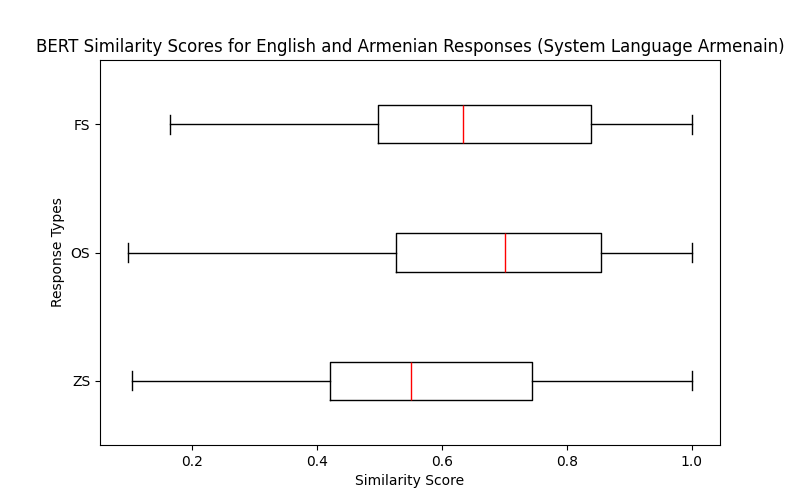 BERT Similarity Scores for English and Armenian Responses (System Language Armenain)
FS
OS
ZS
Response Types
0.2 0.4 0.6 0.8 1.0
Similarity Score